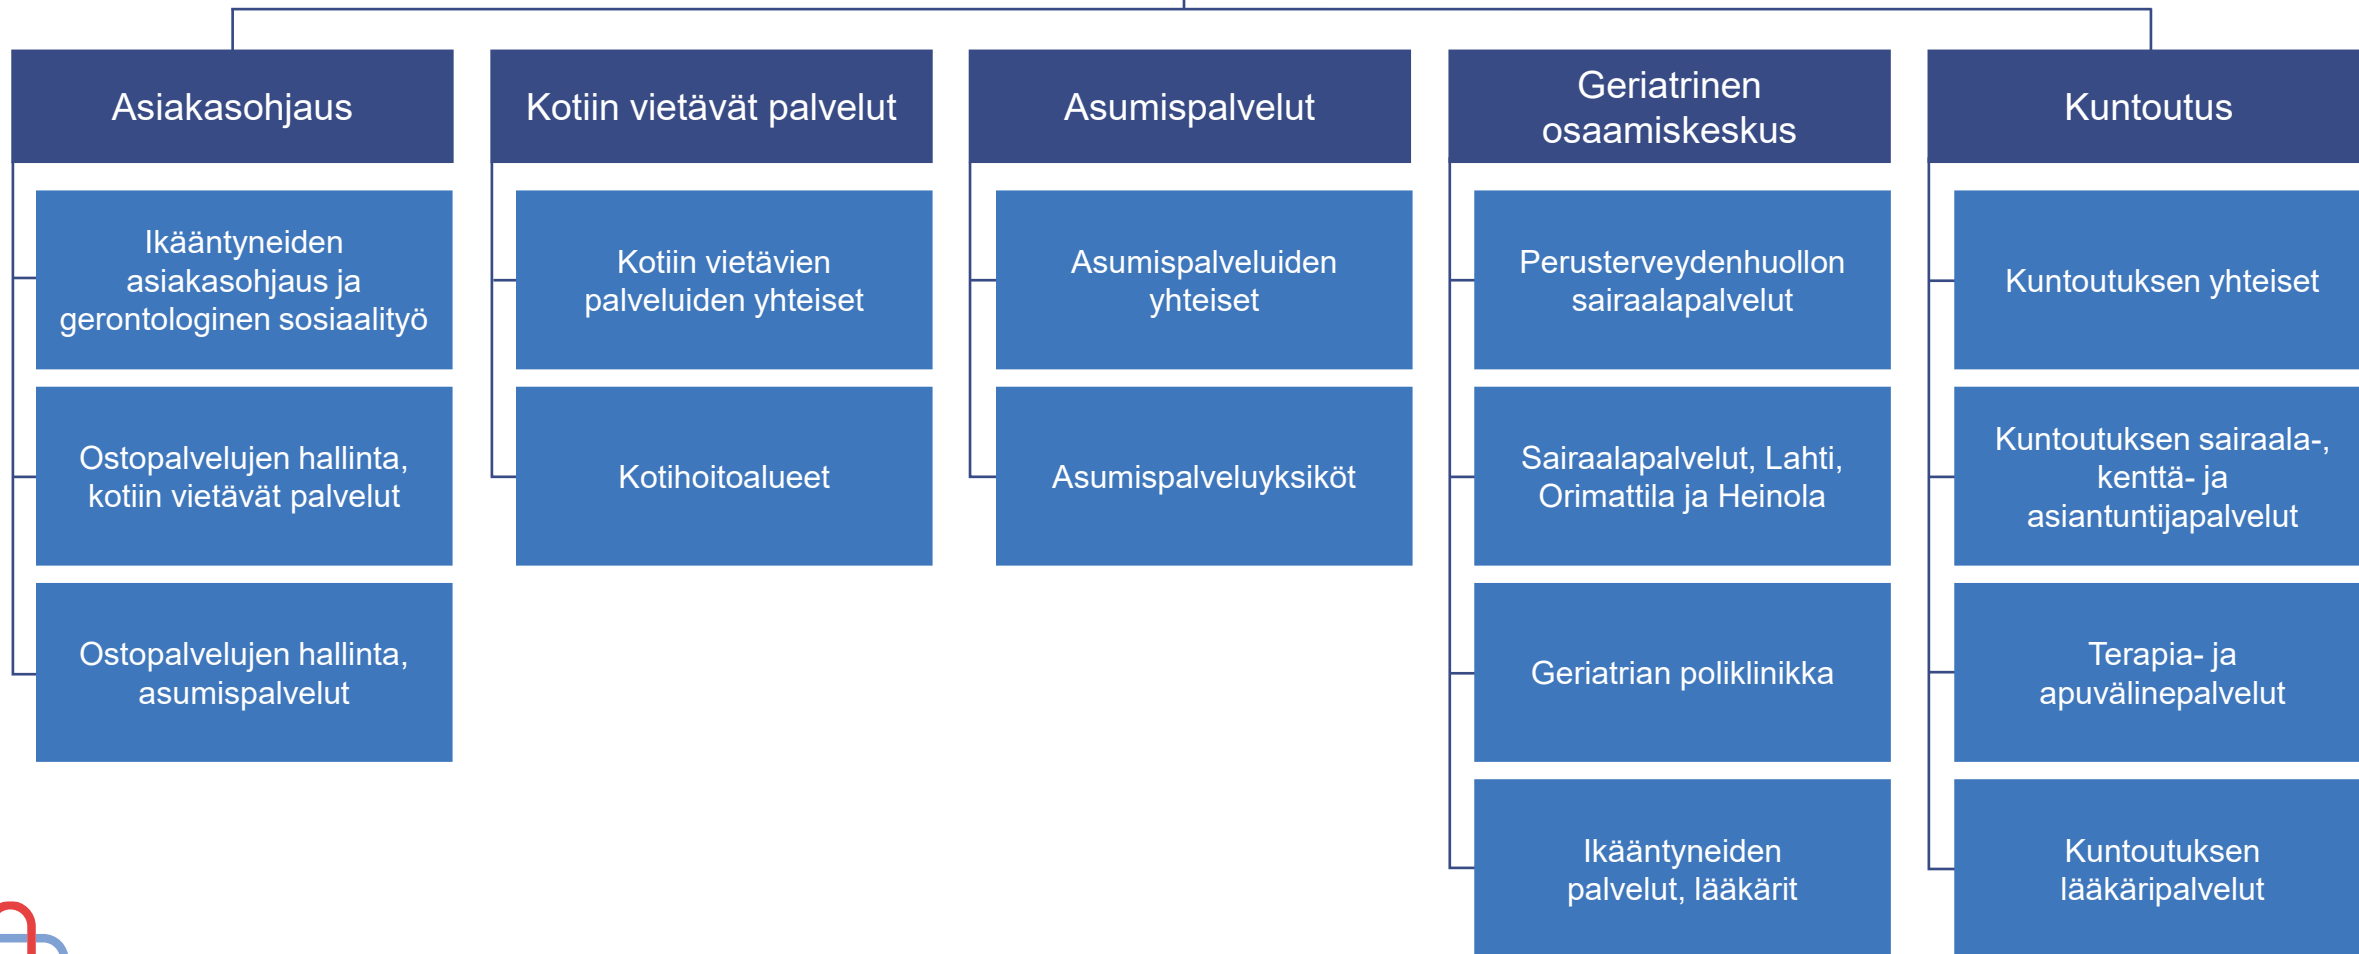 Asiakasohjaus
Ikääntyneiden
asiakasohjaus ja
gerontologinen sosiaalityö
Ostopalvelujen hallinta,
kotiin vietävät palvelut
Ostopalvelujen hallinta,
asumispalvelut
Kotiin vietävät palvelut
Kotiin vietävien
palveluiden yhteiset
Kotihoitoalueet
Asumispalvelut
Asumispalveluiden
yhteiset
Asumispalveluyksiköt
Geriatrinen
osaamiskeskus
Perusterveydenhuollon
sairaalapalvelut
Sairaalapalvelut, Lahti,
Orimattila ja Heinola
Geriatrian poliklinikka
Ikääntyneiden
palvelut, lääkärit
Kuntoutus
Kuntoutuksen yhteiset
Kuntoutuksen sairaala-,
kenttä- ja
asiantuntijapalvelut
Terapia- ja
apuvälinepalvelut
Kuntoutuksen
lääkäripalvelut